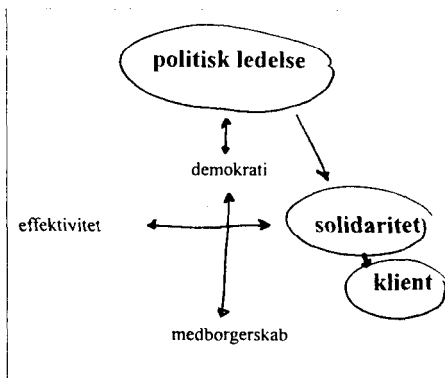 politisk ledelse
demokrati
effektivitet
solidaritet
klient
medborgerskab